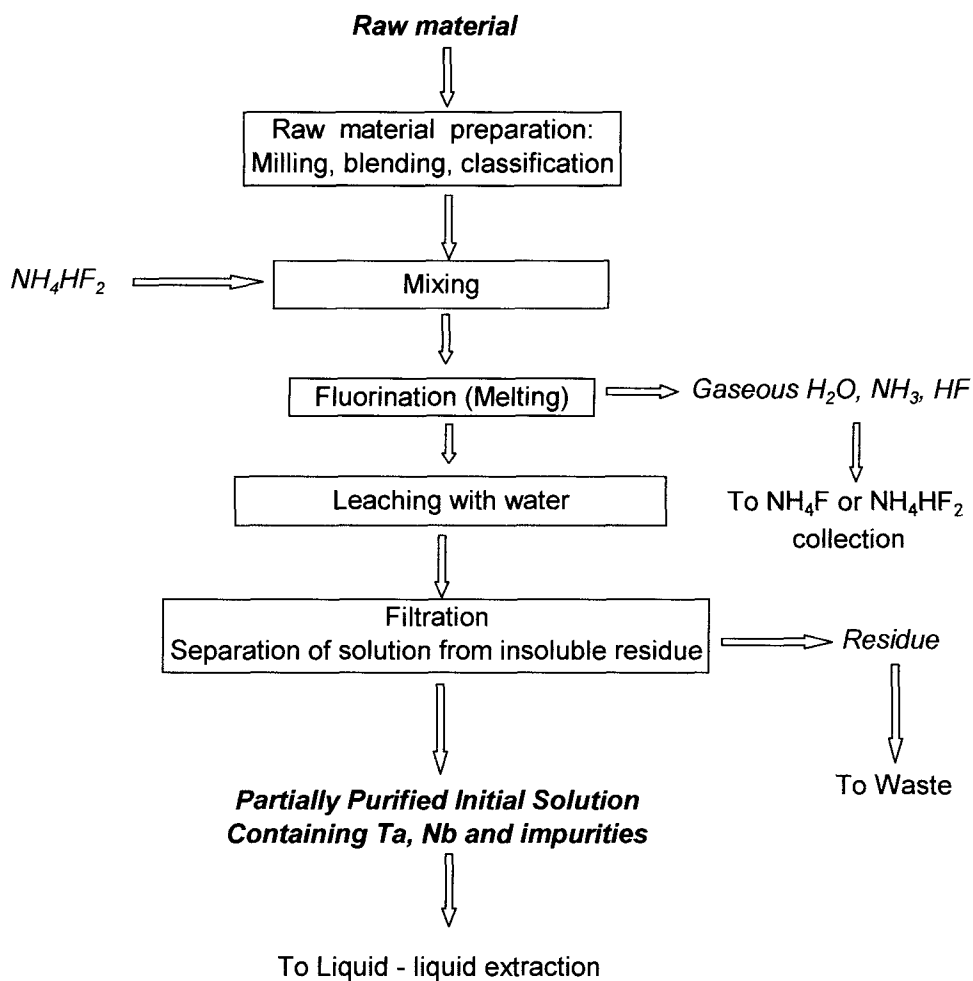 Raw material
Raw material preparation:
Milling, blending, classification
NH₄HF₂
Mixing
Fluorination (Melting)
Gaseous H₂O, NH₃, HF
Leaching with water
To NH₄F or NH₄HF₂
collection
Filtration
Separation of solution from insoluble residue
Residue
To Waste
Partially Purified Initial Solution
Containing Ta, Nb and impurities
To Liquid - liquid extraction